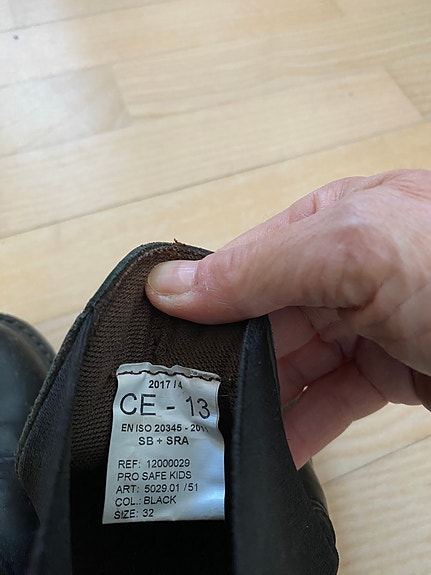 2017/4
CE - 13
EN ISO 20345 - 2011
SB + SRA
REF: 12000029
PRO SAFE KIDS
ART: 5029.01 /51
COL.: BLACK
SIZE: 32